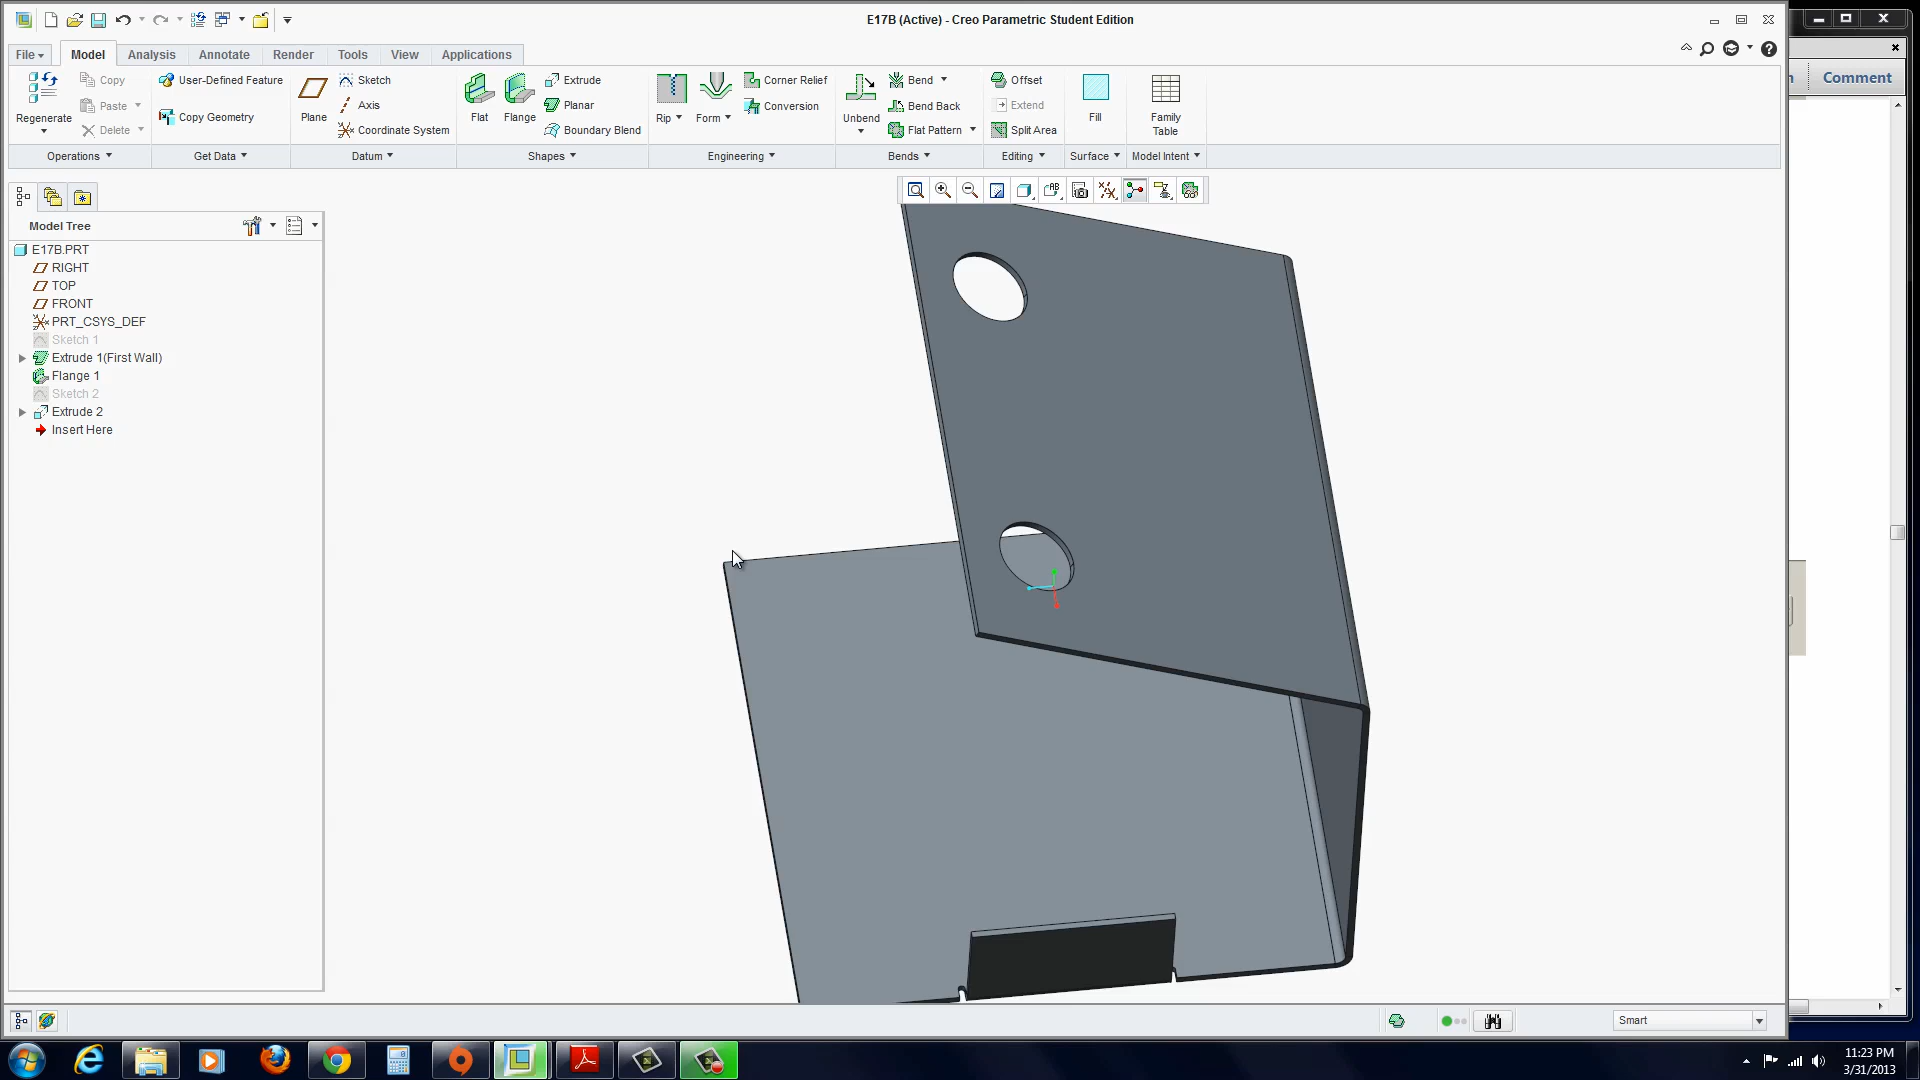 E17B (Active) - Creo Parametric Student Edition
File Model Analysis Annotate Render Tools View Applications
Comment
Regenerate
Copy
Paste
Delete
User-Defined Feature
Copy Geometry
Plane
Sketch
Axis
Coordinate System
Flat
Flange
Extrude
Planar
Boundary Blend
Rip
Form
Corner Relief
Conversion
Unbend
Bend
Bend Back
Flat Pattern
Offset
Extend
Split Area
Fill
Family
Table
Operations Get Data Datum Shapes Engineering Bends Editing Surface Model Intent
AB
Model Tree
E17B.PRT
RIGHT
TOP
FRONT
PRT_CSYS_DEF
Sketch 1
Extrude 1(First Wall)
Flange 1
Sketch 2
Extrude 2
Insert Here
Smart
11:23 PM
3/31/2013